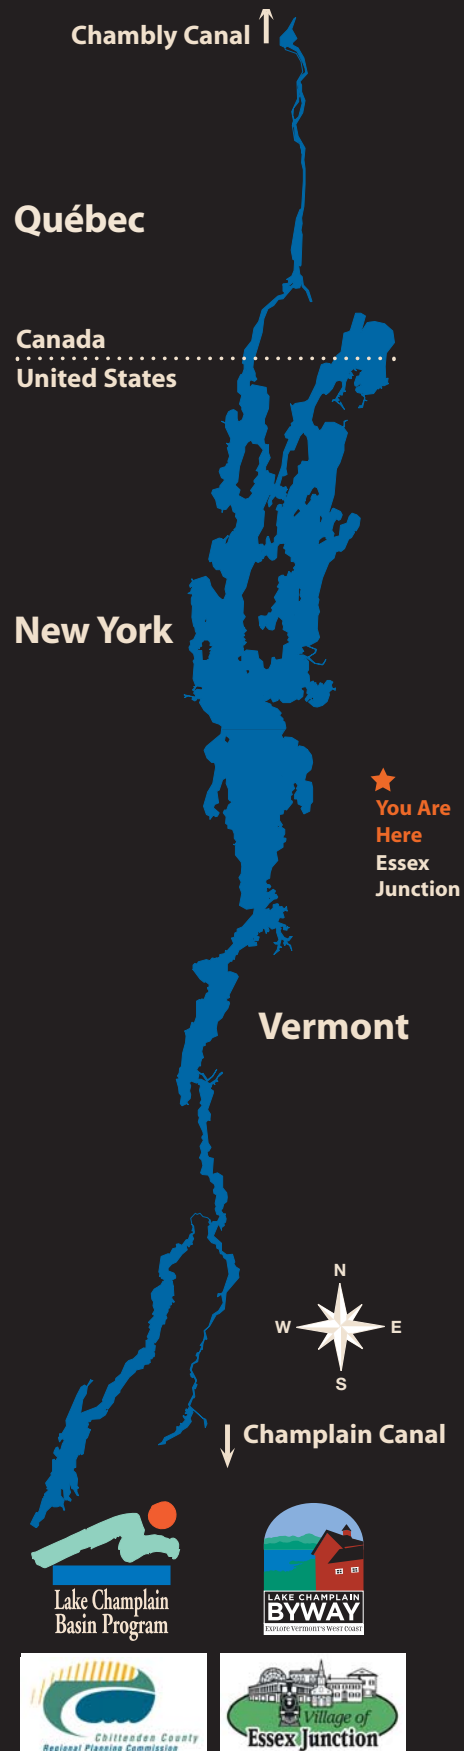 Chambly Canal
Québec
Canada
United States
New York
You Are
Here
Essex
Junction
Vermont
N
W E
S
Champlain Canal
Lake Champlain
Basin Program
LAKE CHAMPLAIN
BYWAY
EXPLORE VERMONT'S WEST COAST
Chittenden County
Regional Planning Commission
Village of
Essex Junction